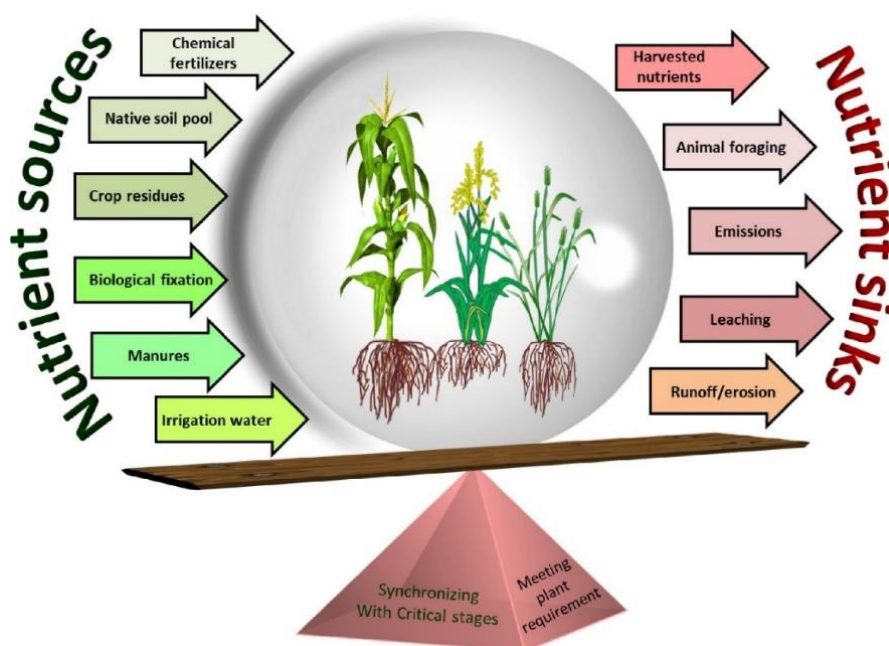 Nutrient sources
Chemical
fertilizers
Native soil pool
Crop residues
Biological fixation
Manures
Irrigation water
Harvested
nutrients
Animal foraging
Emissions
Leaching
Runoff/erosion
Nutrient sinks
Synchronizing
With Critical stages
Meeting
plant
requirement